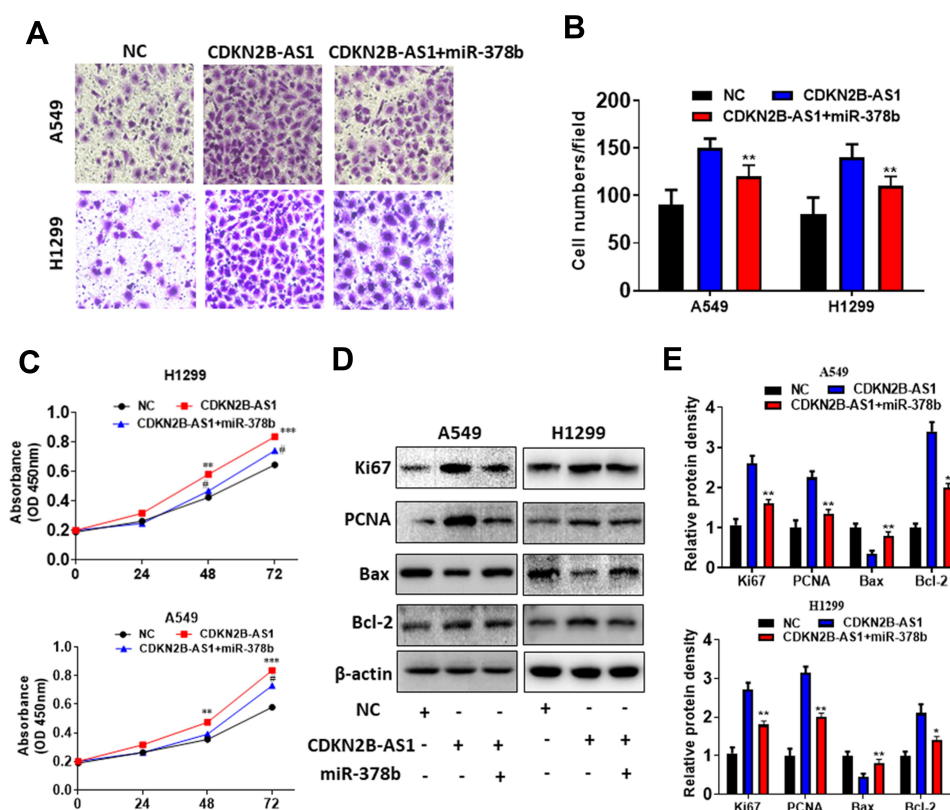 A
NC CDKN2B-AS1 CDKN2B-AS1+miR-378b
A549
H1299
B
NC CDKN2B-AS1
CDKN2B-AS1+miR-378b
Cell numbers/field
200
150
100
50
0
** **
A549 H1299
C
H1299
NC CDKN2B-AS1
CDKN2B-AS1+miR-378b
Absorbance
(OD 450nm)
1.0
0.8
0.6
0.4
0.2
0.0
** ***
# #
0 24 48 72
A549
NC CDKN2B-AS1
CDKN2B-AS1+miR-378b
Absorbance
(OD 450nm)
1.0
0.8
0.6
0.4
0.2
0.0
** ***
#
0 24 48 72
D
A549 H1299
Ki67
PCNA
Bax
Bcl-2
β-actin
NC + - - + - -
CDKN2B-AS1 - + + - + +
miR-378b - - + - - +
E
A549
NC CDKN2B-AS1
CDKN2B-AS1+miR-378b
Relative protein density
4
3
2
1
0
** ** ** *
Ki67 PCNA Bax Bcl-2
H1299
NC CDKN2B-AS1
CDKN2B-AS1+miR-378b
Relative protein density
4
3
2
1
0
** ** ** *
Ki67 PCNA Bax Bcl-2